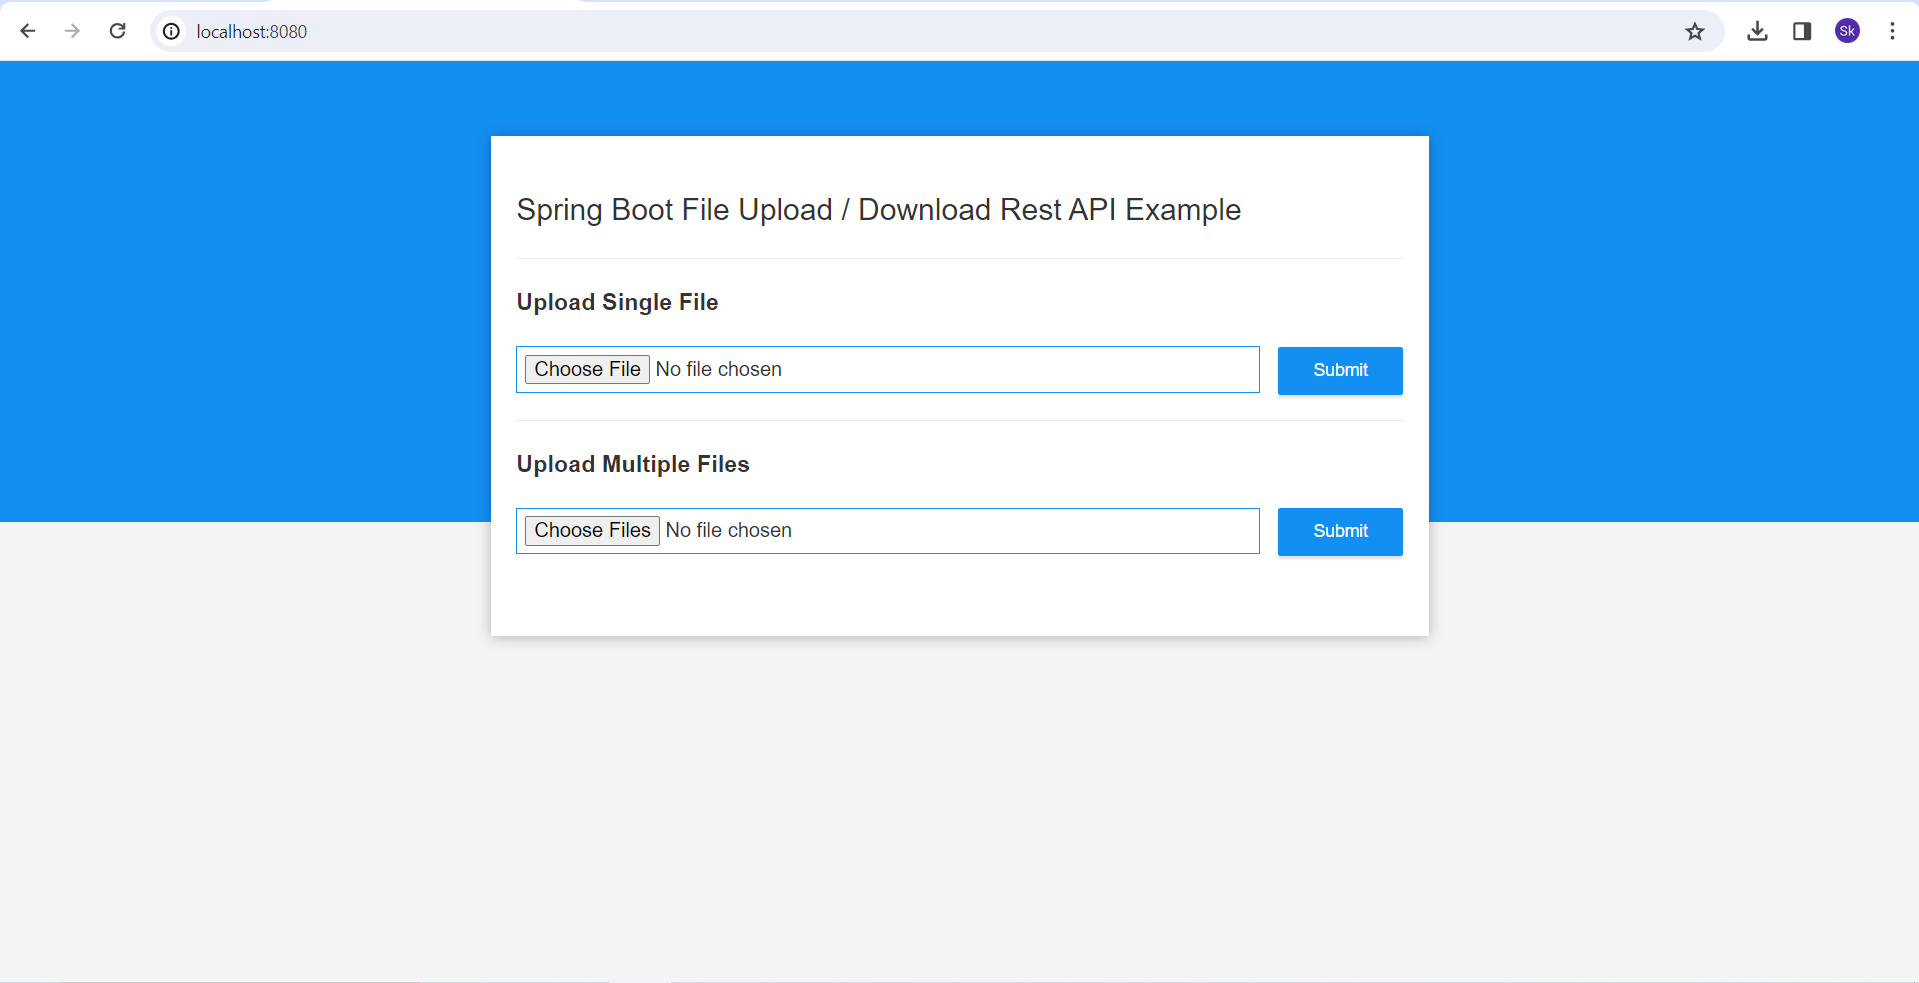 localhost:8080
Sk
Spring Boot File Upload / Download Rest API Example
Upload Single File
Choose File No file chosen
Submit
Upload Multiple Files
Choose Files No file chosen
Submit